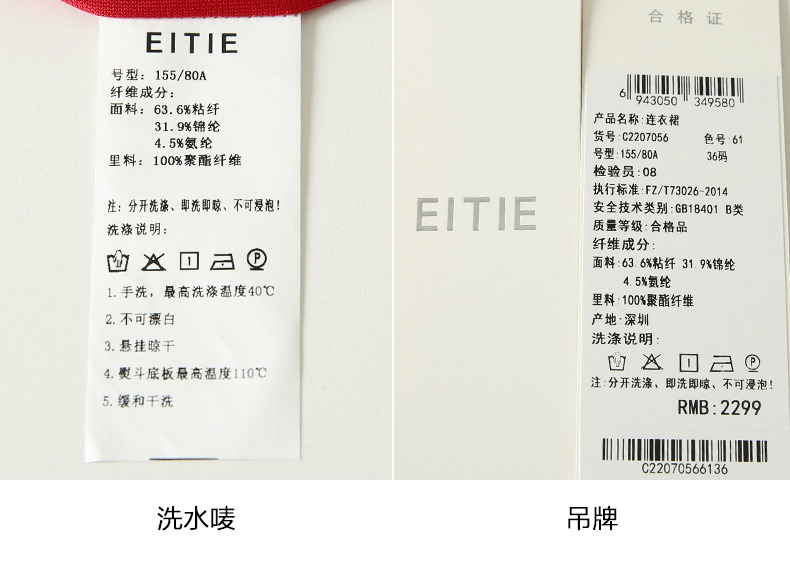 EITIE
号型：155/80A
纤维成分：
面料：63.6%粘纤
31.9%锦纶
4.5%氨纶
里料：100%聚酯纤维
注：分开洗涤、即洗即晾、不可浸泡！
洗涤说明：
1.手洗，最高洗涤温度40℃
2.不可漂白
3.悬挂晾干
4.熨斗底板最高温度110℃
5.缓和干洗
洗水唛
EITIE
合格证
6 943050 349580
产品名称:连衣裙
货号:C2207056 色号:61
号型:155/80A 36码
检验员:08
执行标准:FZ/T73026-2014
安全技术类别:GB18401 B类
质量等级:合格品
纤维成分:
面料:63.6%粘纤 31.9%锦纶
4.5%氨纶
里料:100%聚酯纤维
产地:深圳
洗涤说明:
P
注:分开洗涤、即洗即晾、不可浸泡!
RMB:2299
C22070566136
吊牌